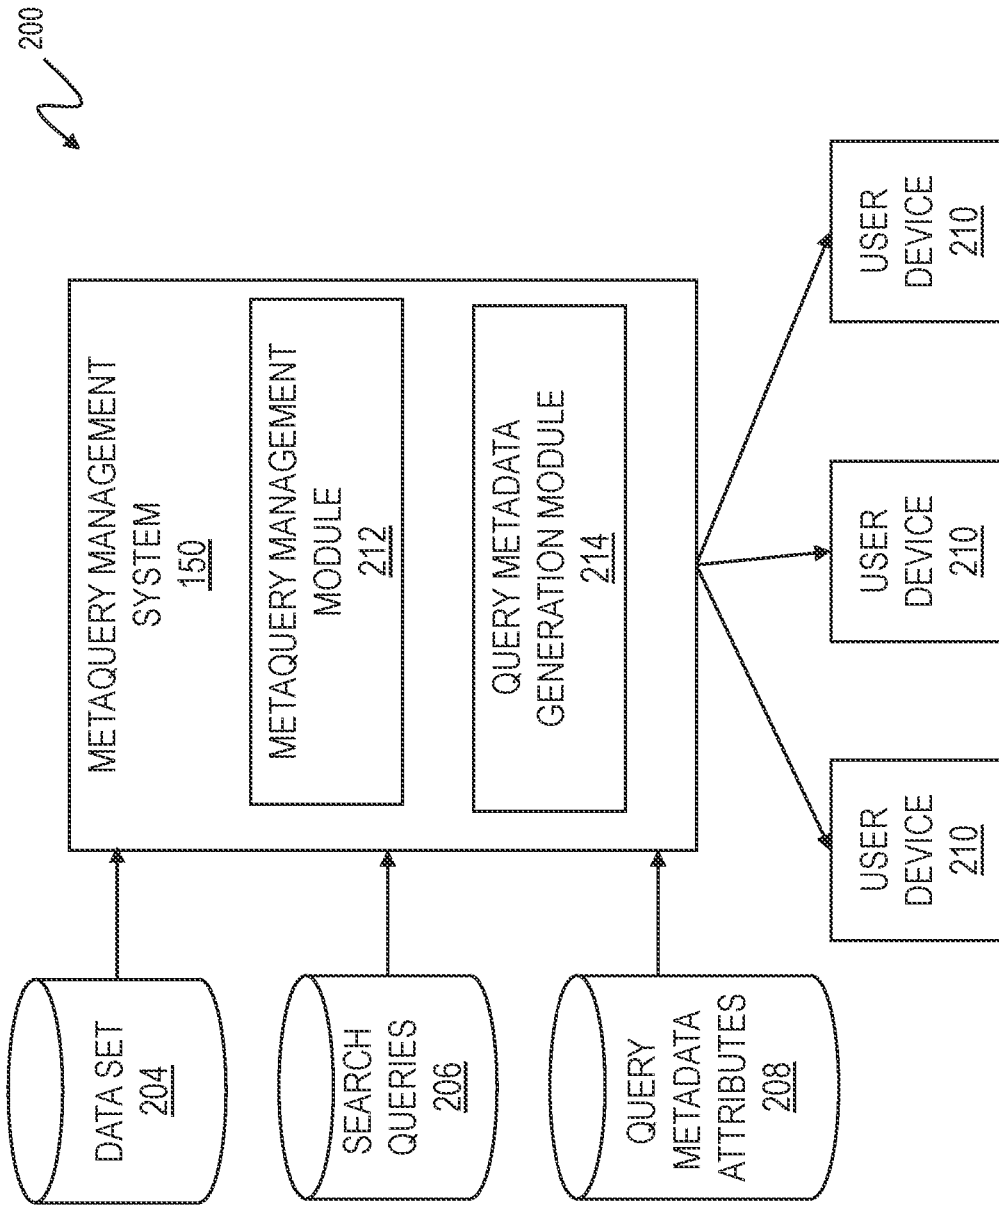 200
DATA SET
204
SEARCH
QUERIES
206
QUERY
METADATA
ATTRIBUTES
208
METAQUERY MANAGEMENT
SYSTEM
150
METAQUERY MANAGEMENT
MODULE
212
QUERY METADATA
GENERATION MODULE
214
USER
DEVICE
210
USER
DEVICE
210
USER
DEVICE
210